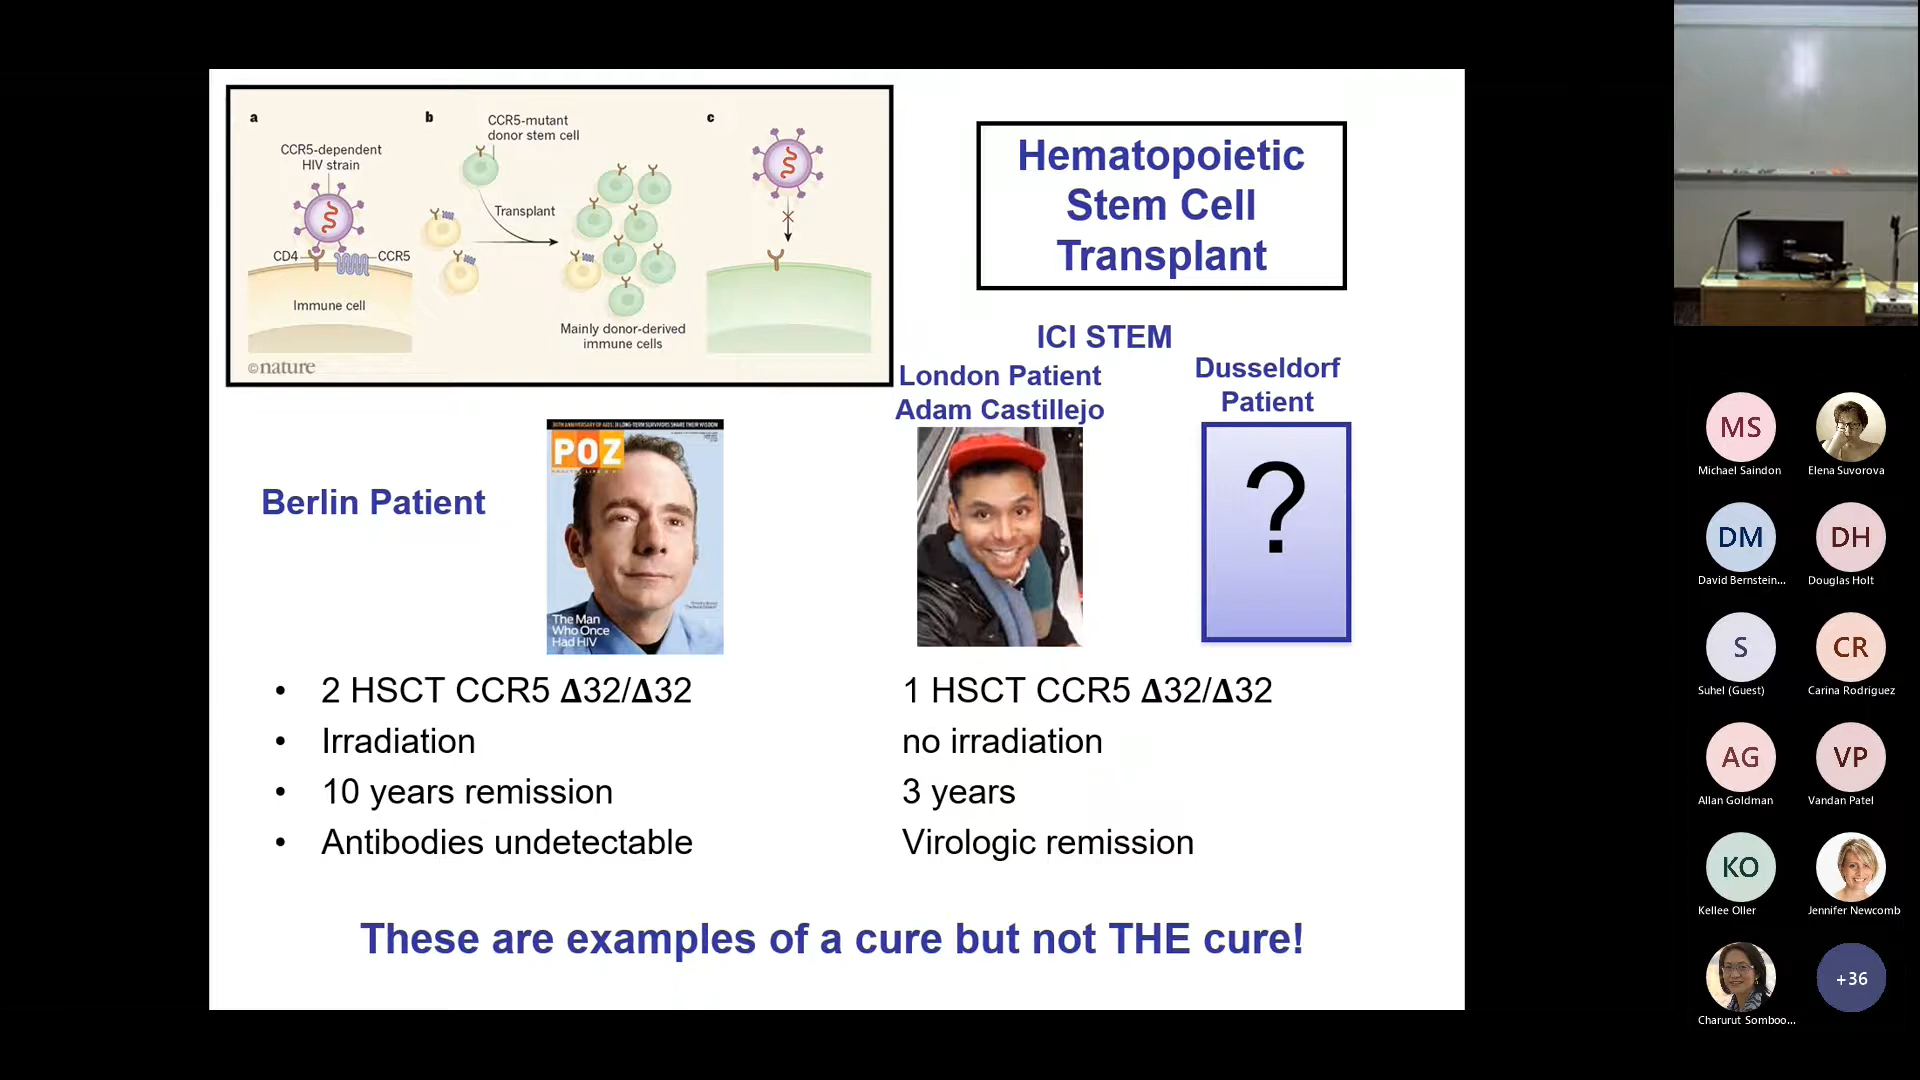 a
b
c
CCR5-dependent
HIV strain
CD4
CCR5
Immune cell
CCR5-mutant
donor stem cell
Transplant
Mainly donor-derived
immune cells
©nature
Hematopoietic
Stem Cell
Transplant
ICI STEM
London Patient
Adam Castillejo
Dusseldorf
Patient
?
Berlin Patient
POZ
The Man
Who Once
Had HIV
• 2 HSCT CCR5 Δ32/Δ32
• Irradiation
• 10 years remission
• Antibodies undetectable
1 HSCT CCR5 Δ32/Δ32
no irradiation
3 years
Virologic remission
These are examples of a cure but not THE cure!
MS
Michael Saindon
Elena Suvorova
DM
David Bernstein...
DH
Douglas Holt
S
Suhel (Guest)
CR
Carina Rodriguez
AG
Allan Goldman
VP
Vandan Patel
KO
Kellee Oller
Jennifer Newcomb
Charurut Somboo...
+36